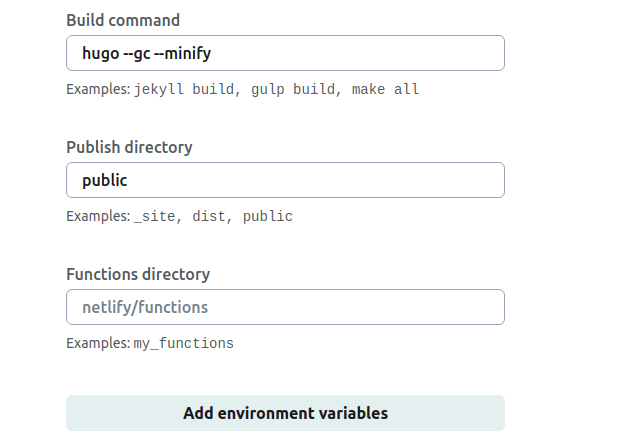 Build command
hugo --gc --minify
Examples: jekyll build, gulp build, make all
Publish directory
public
Examples: _site, dist, public
Functions directory
netlify/functions
Examples: my_functions
Add environment variables